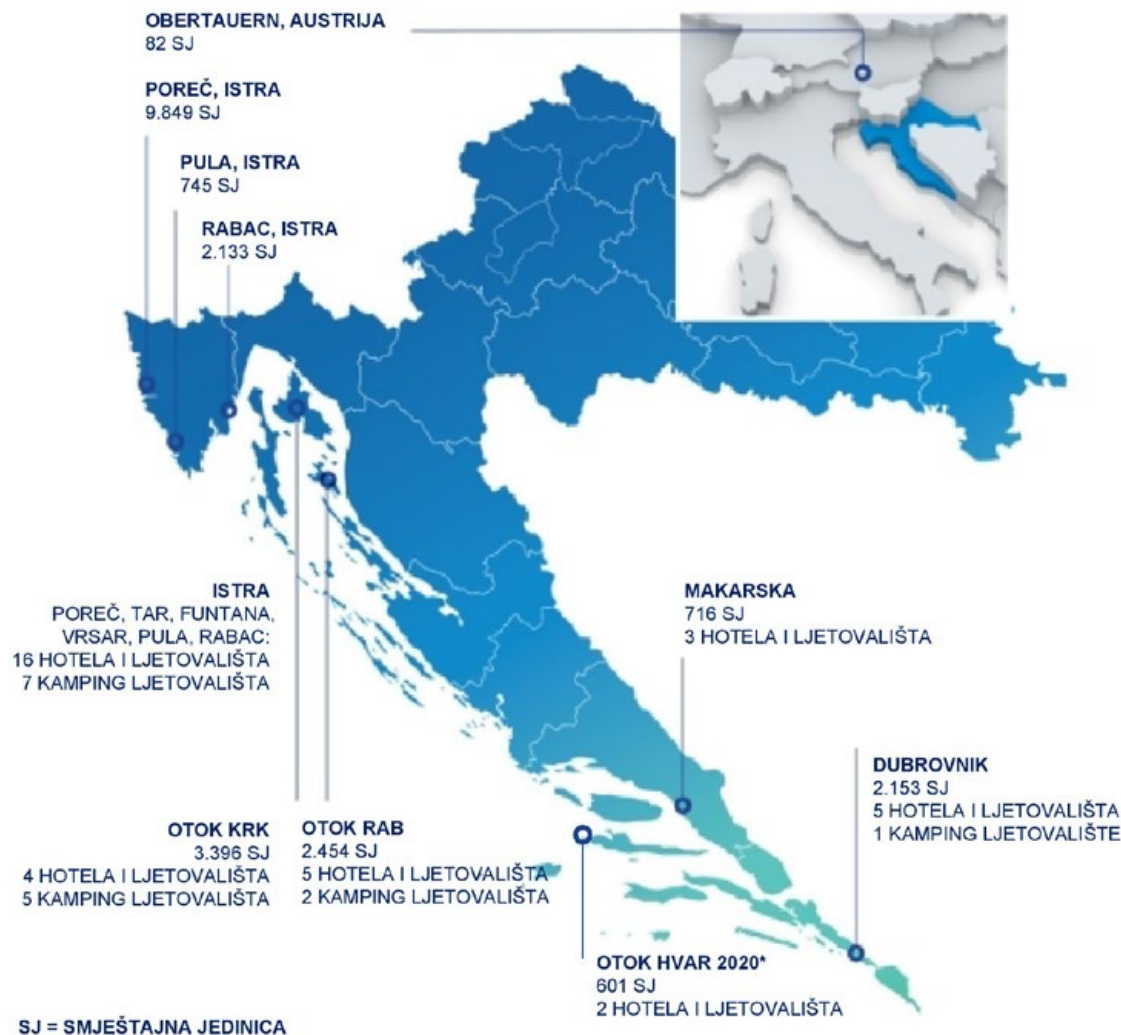 OBERTAUERN, AUSTRIJA
82 SJ
POREČ, ISTRA
9.849 SJ
PULA, ISTRA
745 SJ
RABAC, ISTRA
2.133 SJ
ISTRA
POREČ, TAR, FUNTANA,
VRSAR, PULA, RABAC:
16 HOTELA I LJETOVALIŠTA
7 KAMPING LJETOVALIŠTA
MAKARSKA
716 SJ
3 HOTELA I LJETOVALIŠTA
DUBROVNIK
2.153 SJ
5 HOTELA I LJETOVALIŠTA
1 KAMPING LJETOVALIŠTE
OTOK KRK
3.396 SJ
4 HOTELA I LJETOVALIŠTA
5 KAMPING LJETOVALIŠTA
OTOK RAB
2.454 SJ
5 HOTELA I LJETOVALIŠTA
2 KAMPING LJETOVALIŠTA
OTOK HVAR 2020*
601 SJ
2 HOTELA I LJETOVALIŠTA
SJ = SMJEŠTAJNA JEDINICA